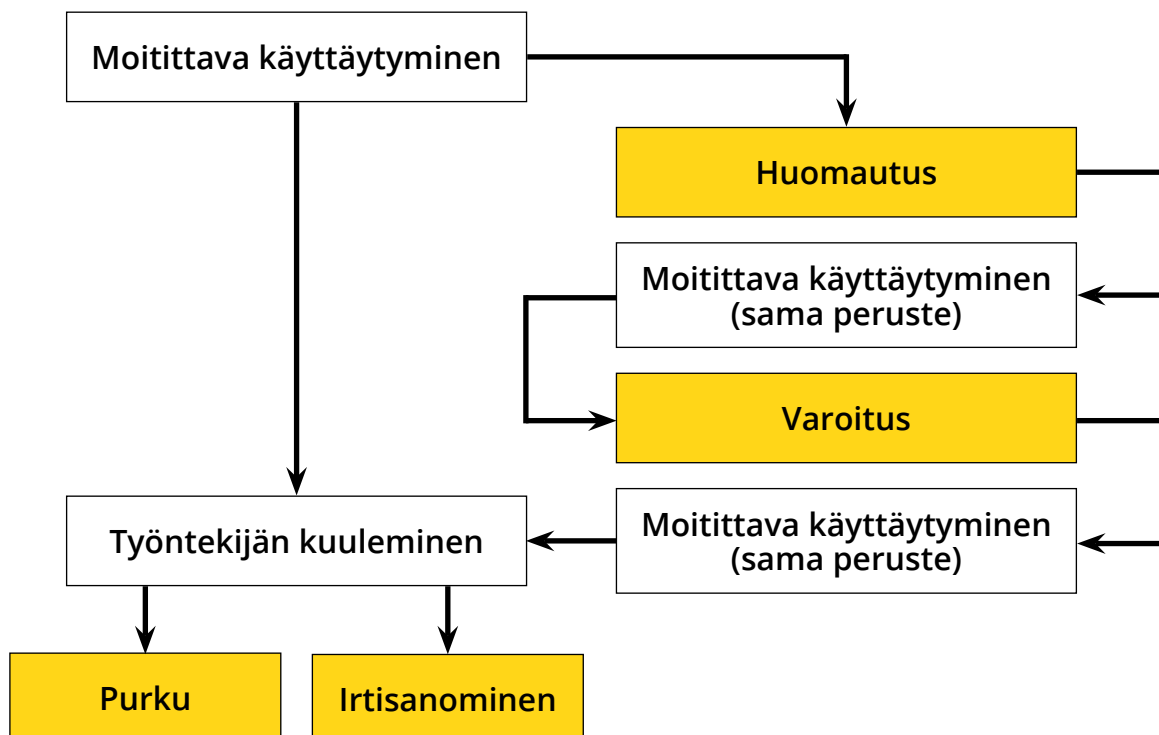 Moitittava käyttäytyminen
Huomautus
Moitittava käyttäytyminen
(sama peruste)
Varoitus
Moitittava käyttäytyminen
(sama peruste)
Työntekijän kuuleminen
Purku
Irtisanominen